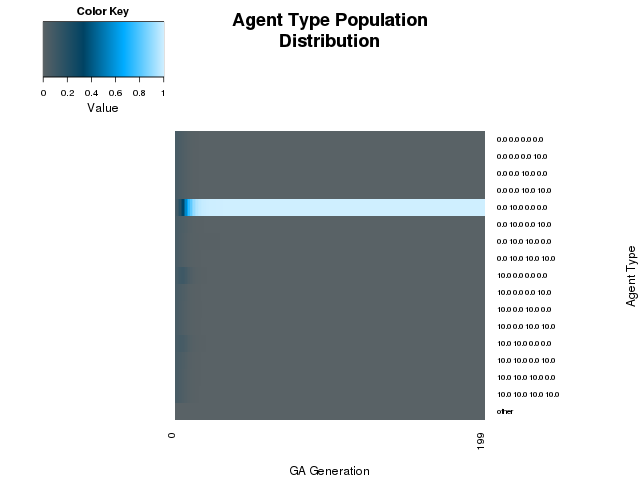 Color Key
0 0.2 0.4 0.6 0.8 1
Value
Agent Type Population
Distribution
0.0 0.0 0.0 0.0
0.0 0.0 0.0 10.0
0.0 0.0 10.0 0.0
0.0 0.0 10.0 10.0
0.0 10.0 0.0 0.0
0.0 10.0 0.0 10.0
0.0 10.0 10.0 0.0
0.0 10.0 10.0 10.0
10.0 0.0 0.0 0.0
10.0 0.0 0.0 10.0
10.0 0.0 10.0 0.0
10.0 0.0 10.0 10.0
10.0 10.0 0.0 0.0
10.0 10.0 0.0 10.0
10.0 10.0 10.0 0.0
10.0 10.0 10.0 10.0
other
Agent Type
0 199
GA Generation